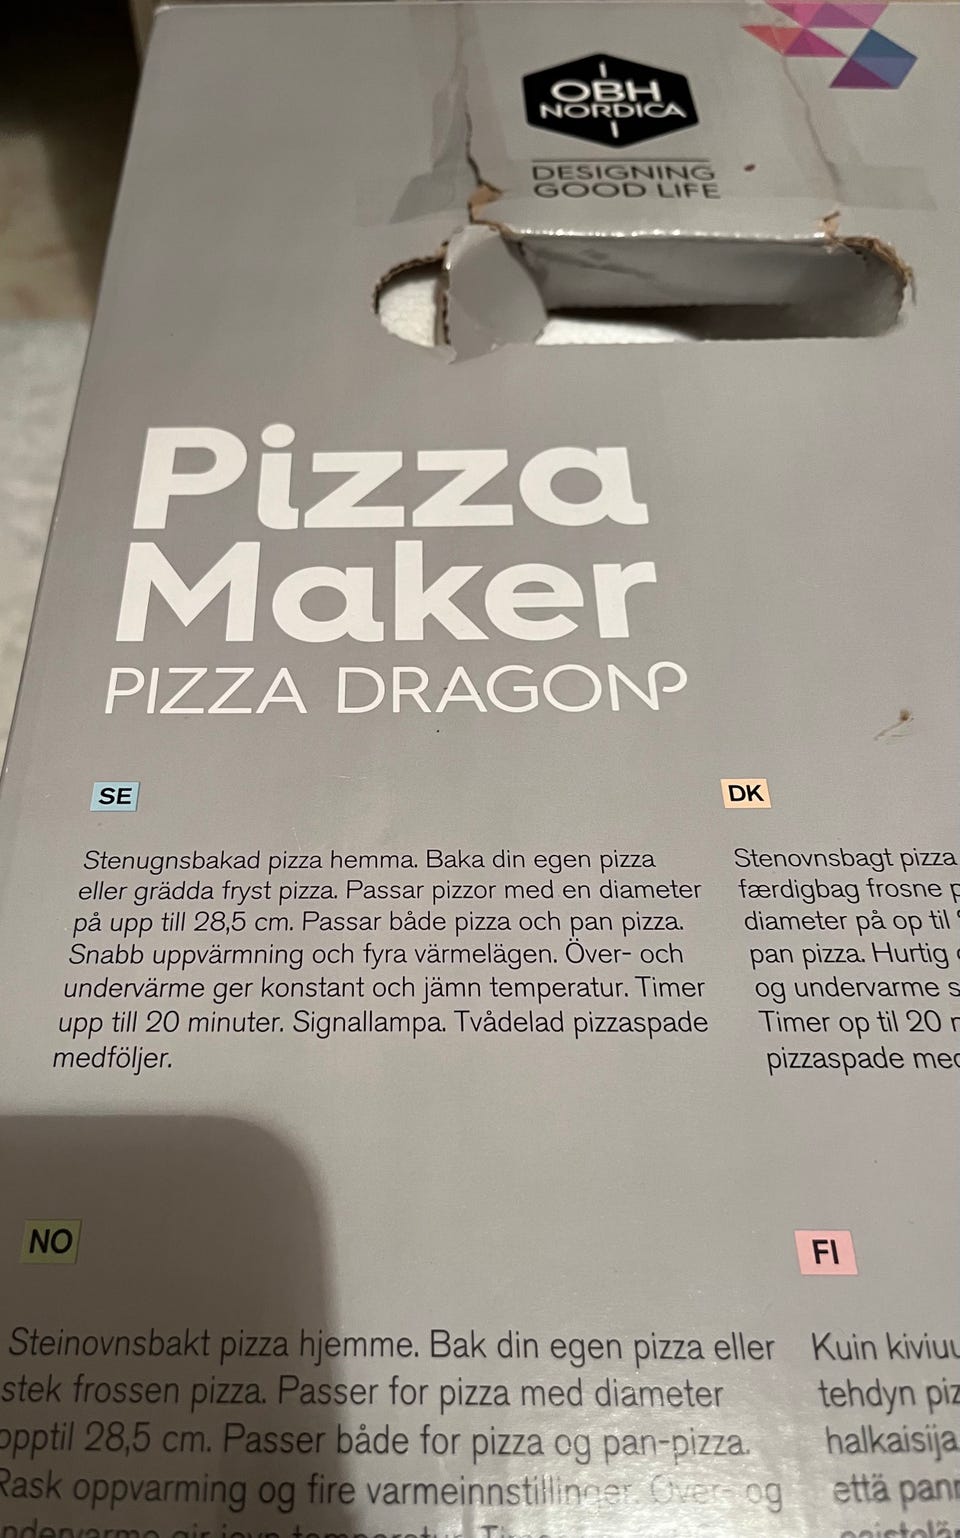 OBH
NORDICA
DESIGNING
GOOD LIFE
Pizza
Maker
PIZZA DRAGON
SE
Stenugnsbakad pizza hemma. Baka din egen pizza
eller grädda fryst pizza. Passar pizzor med en diameter
på upp till 28,5 cm. Passar både pizza och pan pizza.
Snabb uppvärmning och fyra värmelägen. Över- och
undervärme ger konstant och jämn temperatur. Timer
upp till 20 minuter. Signallampa. Tvådelad pizzaspade
medföljer.
DK
Stenovnsbagt pizza
færdigbag frosne
diameter på op til
pan pizza. Hurtig
og undervarme
Timer op til 20
pizzaspade
NO
Steinovnsbakt pizza hjemme. Bak din egen pizza eller
stek frossen pizza. Passer for pizza med diameter
opptil 28,5 cm. Passer både for pizza og pan-pizza.
Rask oppvarming og fire varmeinnstillinger. Over- og
FI
Kuin
tehdyn
halkaisija
että